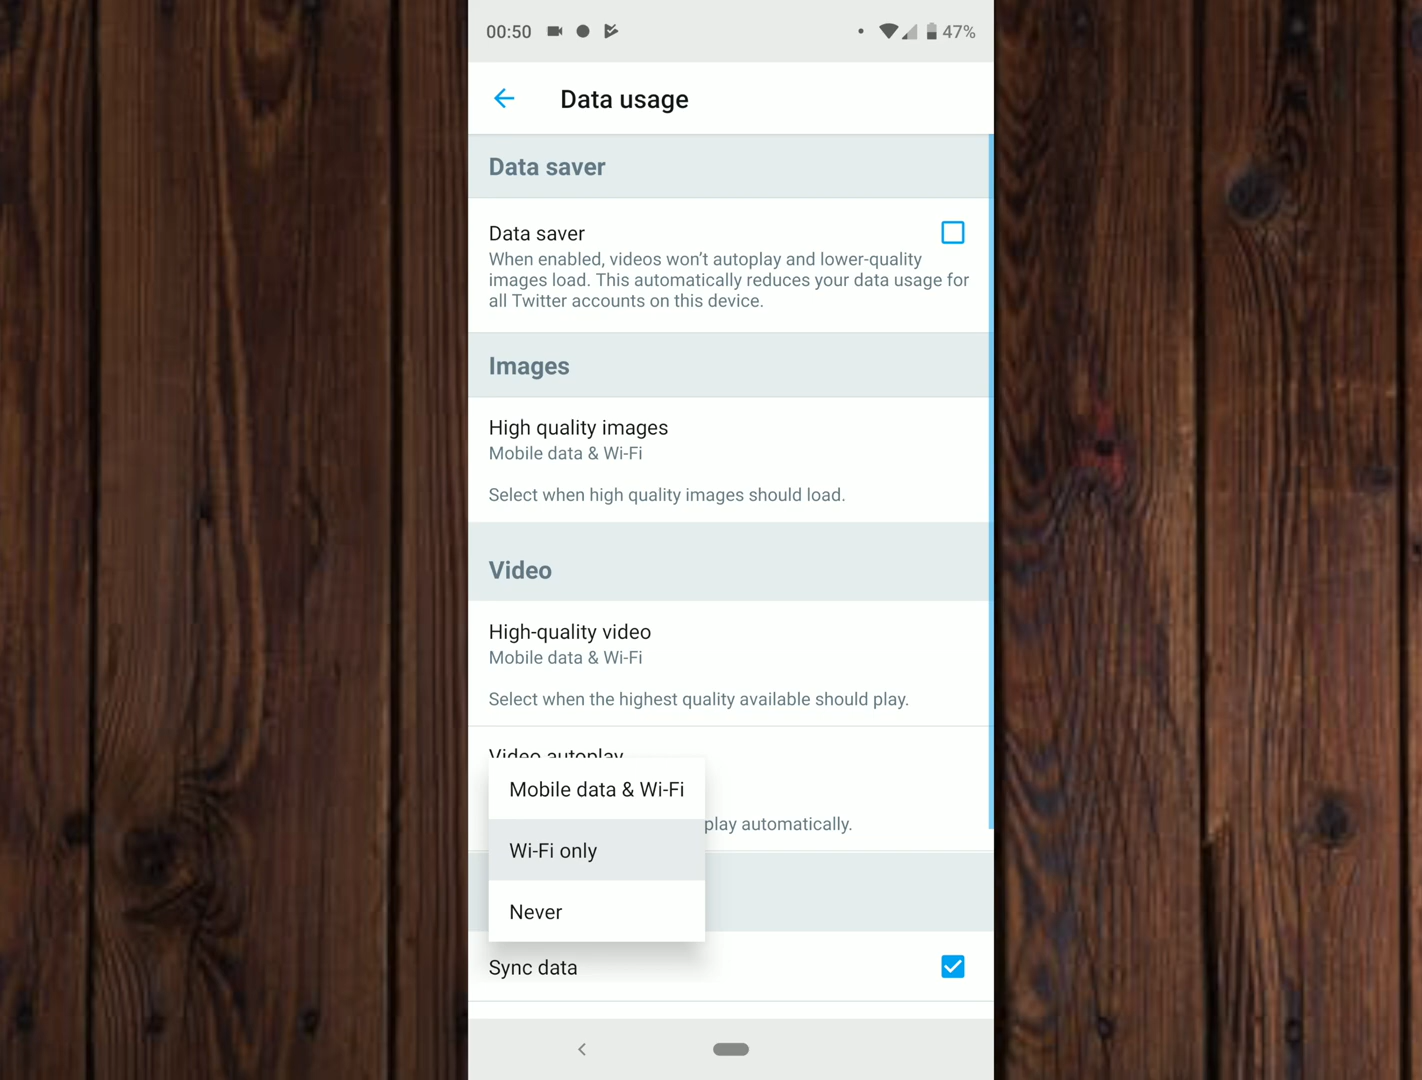 00:50
47%
Data usage
Data saver
Data saver
When enabled, videos won't autoplay and lower-quality
images load. This automatically reduces your data usage for
all Twitter accounts on this device.
Images
High quality images
Mobile data & Wi-Fi
Select when high quality images should load.
Video
High-quality video
Mobile data & Wi-Fi
Select when the highest quality available should play.
Video autoplay
Mobile data & Wi-Fi
play automatically.
Wi-Fi only
Never
Sync data